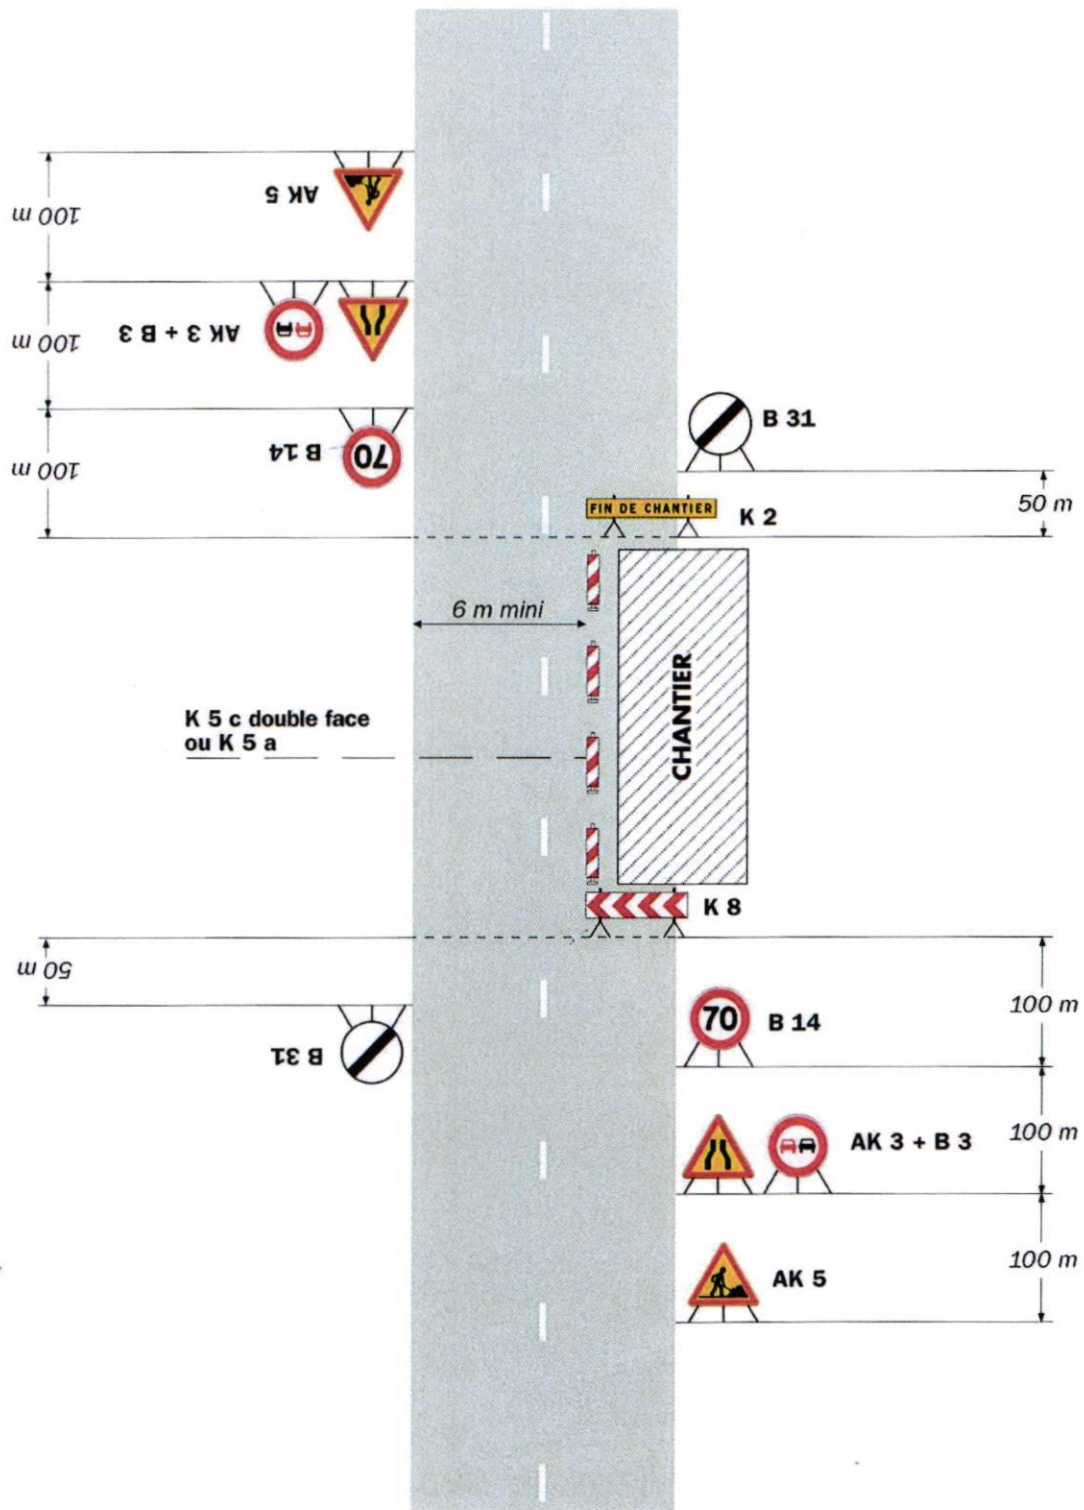 AK 5
100 m
AK 3 + B 3
100 m
70
B 14
100 m
B 31
50 m
FIN DE CHANTIER
K 2
6 m mini
CHANTIER
K 5 c double face
ou K 5 a
K 8
50 m
B 31
70
B 14
100 m
AK 3 + B 3
100 m
AK 5
100 m